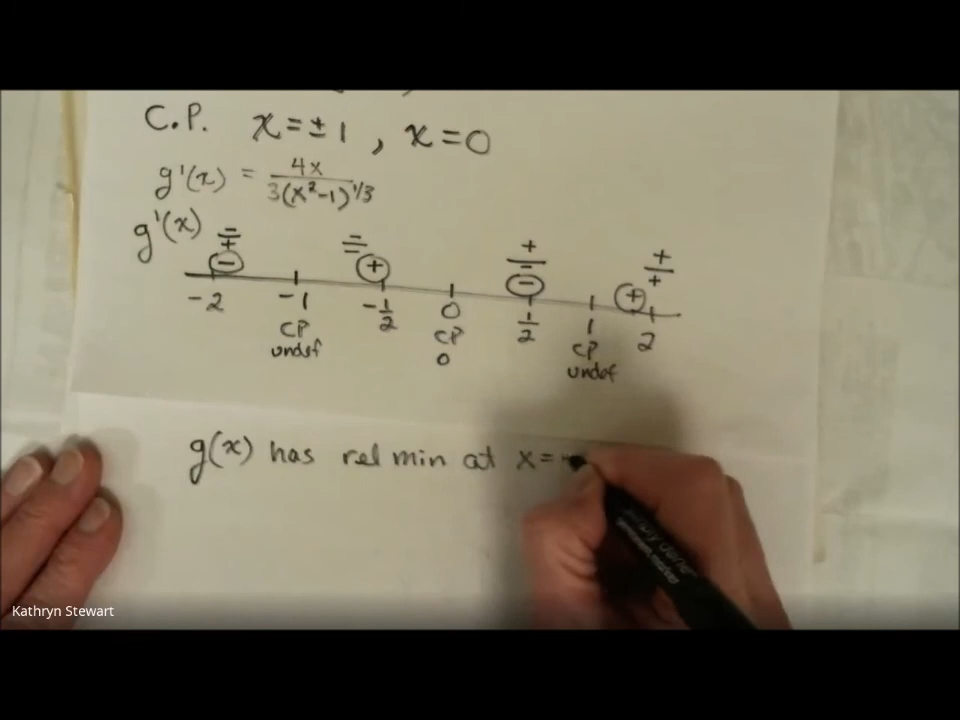 C.P. x = ± 1 , x = 0
g'(x) = 4x / 3(x²-1)^1/3
g'(x) - / + (-) - / - (+) + / - (-) + / + (+)
-2 -1 -1/2 0 1/2 1 2
CP undef CP 0 CP undef
g(x) has rel min at x = -
Kathryn Stewart